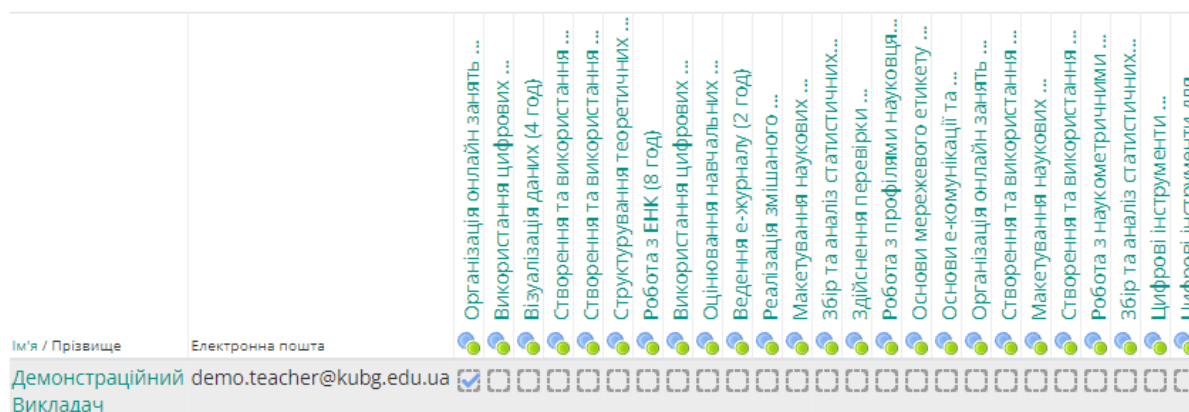 Організація онлайн занять ...
Використання цифрових ...
Візуалізація даних (4 год)
Створення та використання ...
Створення та використання ...
Структурування теоретичних ...
Робота з ЕНК (8 год)
Використання цифрових ...
Оцінювання навчальних ...
Ведення е-журналу (2 год)
Реалізація змішаного ...
Макетування наукових ...
Збір та аналіз статистичних...
Здійснення перевірки ...
Робота з профілями науковця...
Основи мережевого етикету ...
Основи е-комунікації та ...
Організація онлайн занять ...
Створення та використання ...
Макетування наукових ...
Створення та використання ...
Робота з наукометричними ...
Збір та аналіз статистичних...
Цифрові інструменти ...
Цифрові інструменти для
Ім'я / Прізвище
Електронна пошта
Демонстраційний demo.teacher@kubg.edu.ua
Викладач